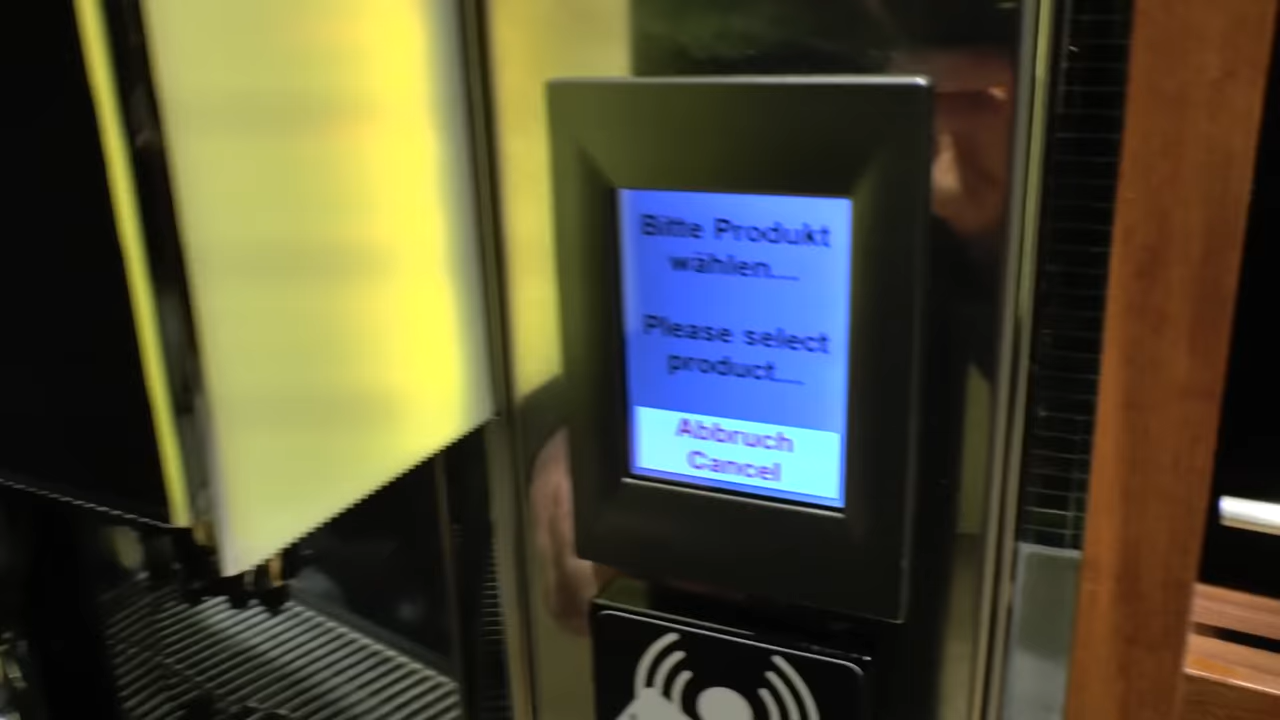 Bitte Produkt
wählen...
Please select
product...
Abbruch
Cancel